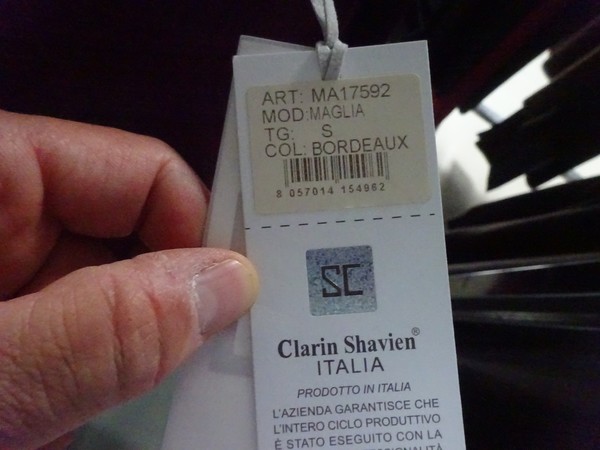 ART: MA17592
MOD:MAGLIA
TG: S
COL: BORDEAUX
8 057014 154962
SC
Clarin Shavien®
ITALIA
PRODOTTO IN ITALIA
L'AZIENDA GARANTISCE CHE
L'INTERO CICLO PRODUTTIVO
È STATO ESEGUITO CON LA